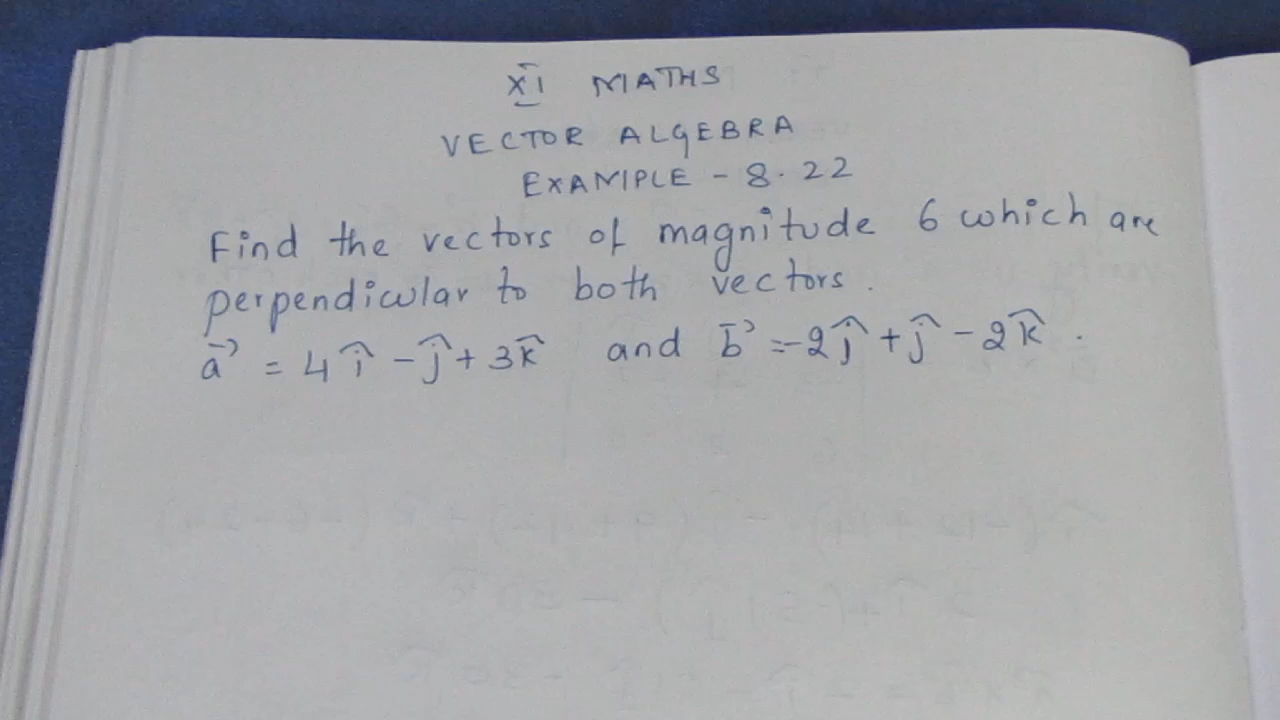 XI MATHS
VECTOR ALGEBRA
EXAMPLE - 8.22
Find the vectors of magnitude 6 which are
perpendicular to both vectors.
a⃗ = 4î - ĵ + 3k̂ and b⃗ = -2ĵ + ĵ - 2k̂.